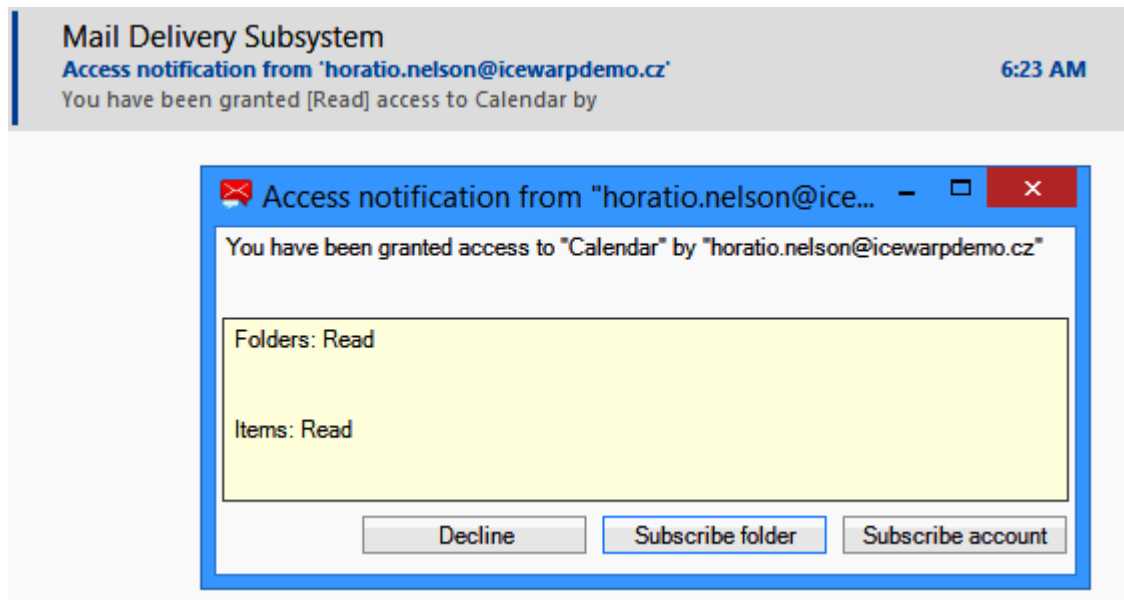 Mail Delivery Subsystem
Access notification from 'horatio.nelson@icewarpdemo.cz' 6:23 AM
You have been granted [Read] access to Calendar by
Access notification from "horatio.nelson@ice...
You have been granted access to "Calendar" by "horatio.nelson@icewarpdemo.cz"
Folders: Read
Items: Read
Decline Subscribe folder Subscribe account